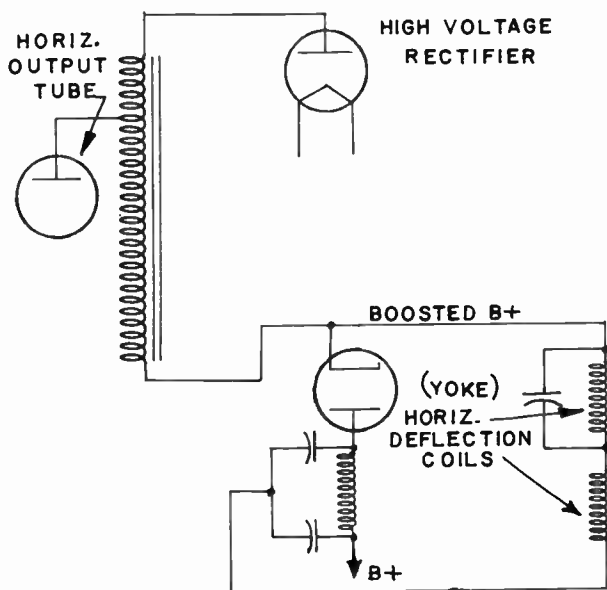 HORIZ.
OUTPUT
TUBE
HIGH VOLTAGE
RECTIFIER
BOOSTED B+
(YOKE)
HORIZ.
DEFLECTION
COILS
B+